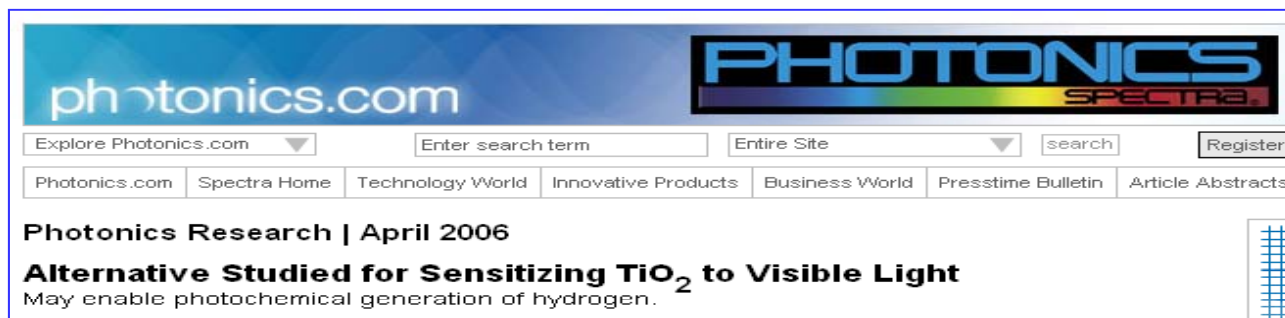 photonics.com
PHOTONICS
SPECTRA®
Explore Photonics.com Enter search term Entire Site search Register
Photonics.com Spectra Home Technology World Innovative Products Business World Presstime Bulletin Article Abstracts
Photonics Research | April 2006
Alternative Studied for Sensitizing TiO₂ to Visible Light
May enable photochemical generation of hydrogen.